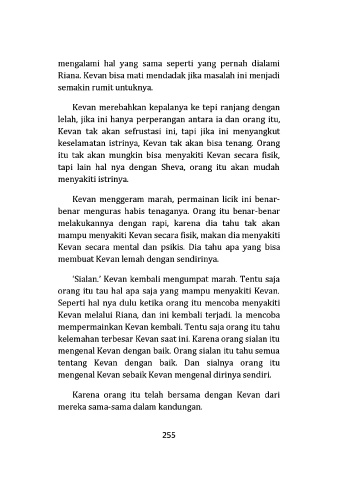 mengalami hal yang sama seperti yang pernah dialami
Riana. Kevan bisa mati mendadak jika masalah ini menjadi
semakin rumit untuknya.
Kevan merebahkan kepalanya ke tepi ranjang dengan
lelah, jika ini hanya perperangan antara ia dan orang itu,
Kevan tak akan sefrustasi ini, tapi jika ini menyangkut
keselamatan istrinya, Kevan tak akan bisa tenang. Orang
itu tak akan mungkin bisa menyakiti Kevan secara fisik,
tapi lain hal nya dengan Sheva, orang itu akan mudah
menyakiti istrinya.
Kevan menggeram marah, permainan licik ini benar-
benar menguras habis tenaganya. Orang itu benar-benar
melakukannya dengan rapi, karena dia tahu tak akan
mampu menyakiti Kevan secara fisik, makan dia menyakiti
Kevan secara mental dan psikis. Dia tahu apa yang bisa
membuat Kevan lemah dengan sendirinya.
'Sialan.' Kevan kembali mengumpat marah. Tentu saja
orang itu tau hal apa saja yang mampu menyakiti Kevan.
Seperti hal nya dulu ketika orang itu mencoba menyakiti
Kevan melalui Riana, dan ini kembali terjadi. Ia mencoba
mempermainkan Kevan kembali. Tentu saja orang itu tahu
kelemahan terbesar Kevan saat ini. Karena orang sialan itu
mengenal Kevan dengan baik. Orang sialan itu tahu semua
tentang Kevan dengan baik. Dan sialnya orang itu
mengenal Kevan sebaik Kevan mengenal dirinya sendiri.
Karena orang itu telah bersama dengan Kevan dari
mereka sama-sama dalam kandungan.
255